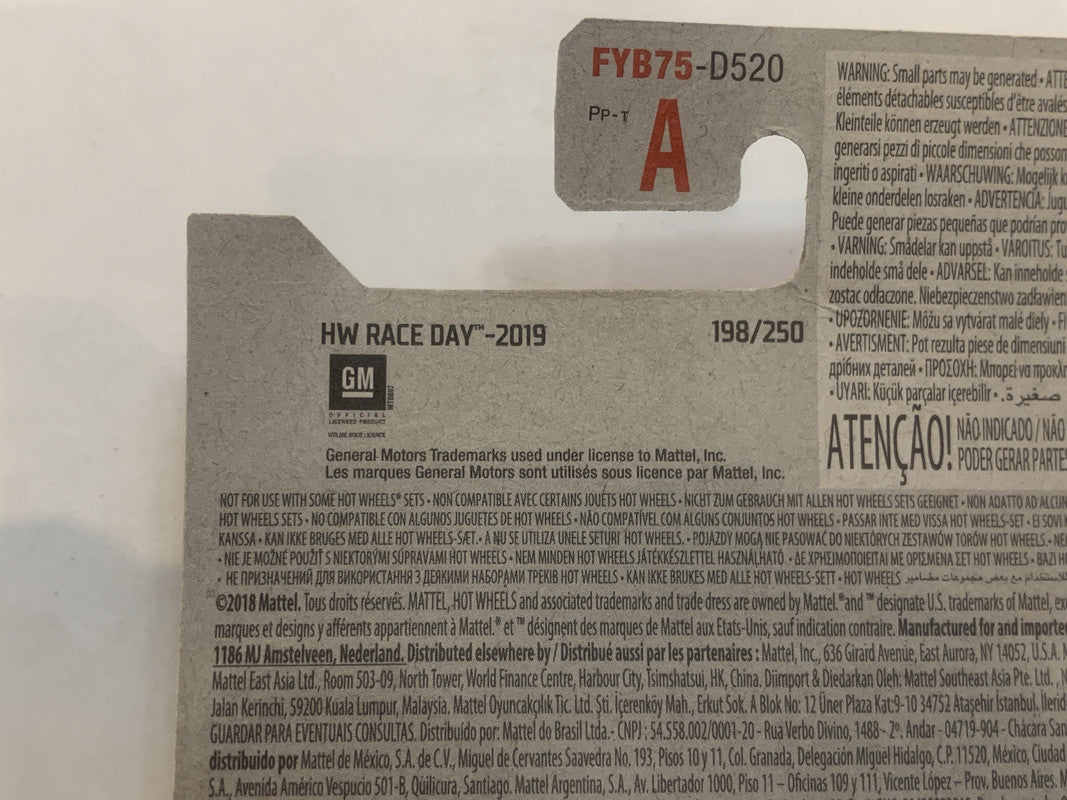 FYB75-D520
PP-T
A
WARNING: Small parts may be generated •
éléments détachables susceptibles d'être avalés
Kleinteile können erzeugt werden • ATTENZIONE
generarsi pezzi di piccole dimensioni che
ingeriti o aspirati • WAARSCHUWING: Mogelijk
kleine onderdelen losraken • ADVERTENCIA:
Puede generar piezas pequeñas que podrían
• VARNING: Smådelar kan uppstå • VAROITUS:
indeholde små dele • ADVARSEL: Kan inneholde
zostać odłączone. Niebezpieczenstwo
• UPOZORNENIE: Môžu sa vytvárat malé diely •
• AVERTISMENT: Pot rezulta piese de dimensiuni
дрібних деталей • ΠΡΟΣΟΧΗ: Μπορεί να
• UYARI: Küçük parçalar içerebilir • صغيرة.
ATENÇÃO! NÃO INDICADO / NÃO
PODER GERAR
HW RACE DAY™-2019 198/250
GM
OFFICIAL
LICENSED PRODUCT
General Motors Trademarks used under license to Mattel, Inc.
Les marques General Motors sont utilisés sous licence par Mattel, Inc.
NOT FOR USE WITH SOME HOT WHEELS® SETS • NON COMPATIBLE AVEC CERTAINS JOUETS HOT WHEELS • NICHT ZUM GEBRAUCH MIT ALLEN HOT WHEELS SETS GEEIGNET • NON ADATTO AD
HOT WHEELS SETS • NO COMPATIBLE CON ALGUNOS JUGUETES DE HOT WHEELS • NÃO COMPATÍVEL COM ALGUNS CONJUNTOS HOT WHEELS • PASSAR INTE MED VISSA HOT WHEELS-SET • EI
KANSSA • KAN IKKE BRUGES MED ALLE HOT WHEELS-SÆT. • A NU SE UTILIZA UNELE SETURI HOT WHEELS. • POJAZDY MOGĄ NIE PASOWAĆ DO NIEKTÓRYCH ZESTAWÓW TORÓW HOT WHEELS •
• NIE JE MOŽNÉ POUŽIŤ S NIEKTORÝMI SÚPRAVAMI HOT WHEELS • NEM MINDEN HOT WHEELS JÁTÉKKÉSZLETTEL HASZNÁLHATÓ • ΔΕ ΧΡΗΣΙΜΟΠΟΙΕΙΤΑΙ ΜΕ ΟΡΙΣΜΕΝΑ ΣΕΤ HOT WHEELS •
• НЕ ПРИЗНАЧЕНИЙ ДЛЯ ВИКОРИСТАННЯ З ДЕЯКИМИ НАБОРАМИ ТРЕКІВ HOT WHEELS • KAN IKKE BRUKES MED ALLE HOT WHEELS-SETT • HOT WHEELS للاستخدام مع بعض مجموعات مضامير
©2018 Mattel. Tous droits réservés. MATTEL, HOT WHEELS and associated trademarks and trade dress are owned by Mattel.® and ™ designate U.S. trademarks of Mattel,
marques et designs y afférents appartiennent à Mattel.® et ™ désignent des marques de Mattel aux Etats-Unis, sauf indication contraire. Manufactured for and
1186 MJ Amstelveen, Nederland. Distributed elsewhere by / Distribué aussi par les partenaires : Mattel, Inc., 636 Girard Avenue, East Aurora, NY 14052, U.S.A.
Mattel East Asia Ltd., Room 503-09, North Tower, World Finance Centre, Harbour City, Tsimshatsui, HK, China. Diimport & Diedarkan Oleh: Mattel Southeast Asia Pte. Ltd.,
Jalan Kerinchi, 59200 Kuala Lumpur, Malaysia. Mattel Oyuncakçılık Tic. Ltd. Şti. İçerenköy Mah., Erkut Sok. A Blok No: 12 Üner Plaza Kat:9-10 34752 Ataşehir İstanbul,
GUARDAR PARA EVENTUAIS CONSULTAS. Distribuido por: Mattel do Brasil Ltda.- CNPJ : 54.558.002/0001-20 - Rua Verbo Divino, 1488 - 2º. Andar - 04719-904 - Chácara
distribuido por Mattel de México, S.A. de C.V., Miguel de Cervantes Saavedra No. 193, Pisos 10 y 11, Col. Granada, Delegación Miguel Hidalgo, C.P. 11520, México, Ciudad
S.A., Avenida Américo Vespucio 501-B, Quilicura, Santiago. Mattel Argentina, S.A., Av. Libertador 1000, Piso 11 – Oficinas 109 y 111, Vicente López – Prov. Buenos Aires.